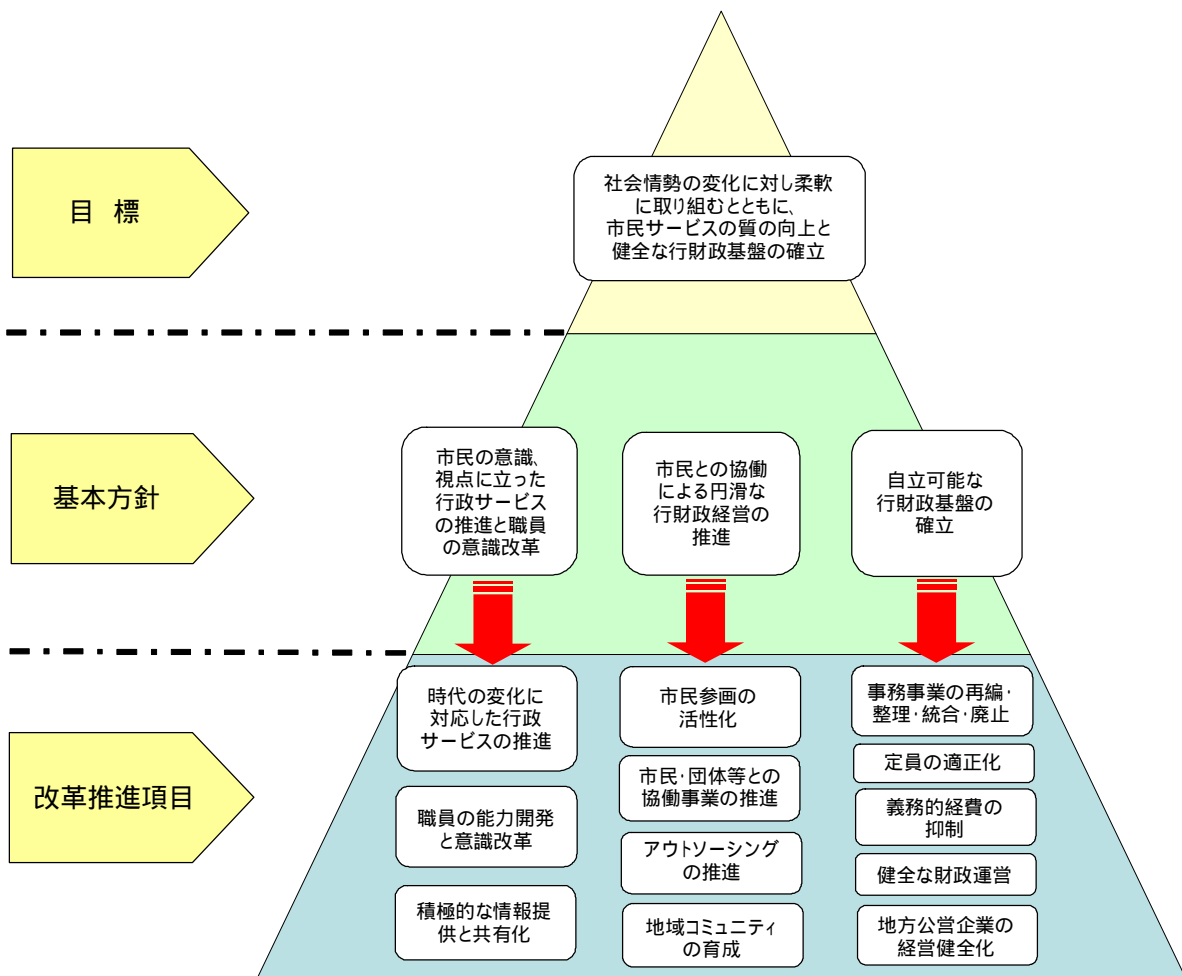 目 標
社会情勢の変化に対し柔軟
に取り組むとともに、
市民サービスの質の向上と
健全な行財政基盤の確立
基本方針
市民の意識、
視点に立った
行政サービス
の推進と職員
の意識改革
市民との協働
による円滑な
行財政経営の
推進
自立可能な
行財政基盤の
確立
改革推進項目
時代の変化に
対応した行政
サービスの推進
職員の能力開発
と意識改革
積極的な情報提
供と共有化
市民参画の
活性化
市民・団体等との
協働事業の推進
アウトソーシング
の推進
地域コミュニティ
の育成
事務事業の再編・
整理・統合・廃止
定員の適正化
義務的経費の
抑制
健全な財政運営
地方公営企業の
経営健全化